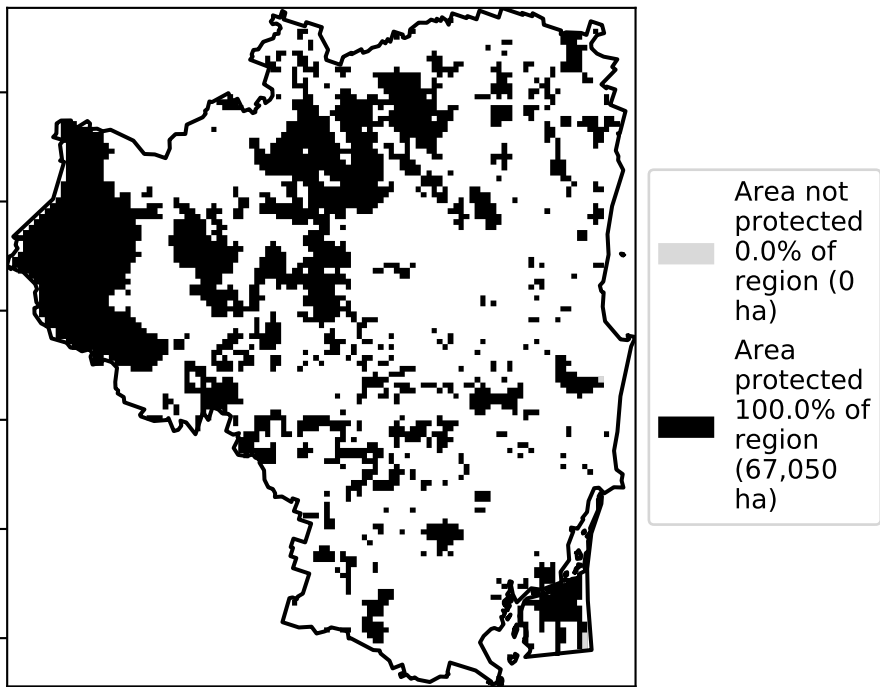 Area not
protected
0.0% of
region (0
ha)
Area
protected
100.0% of
region
(67,050
ha)